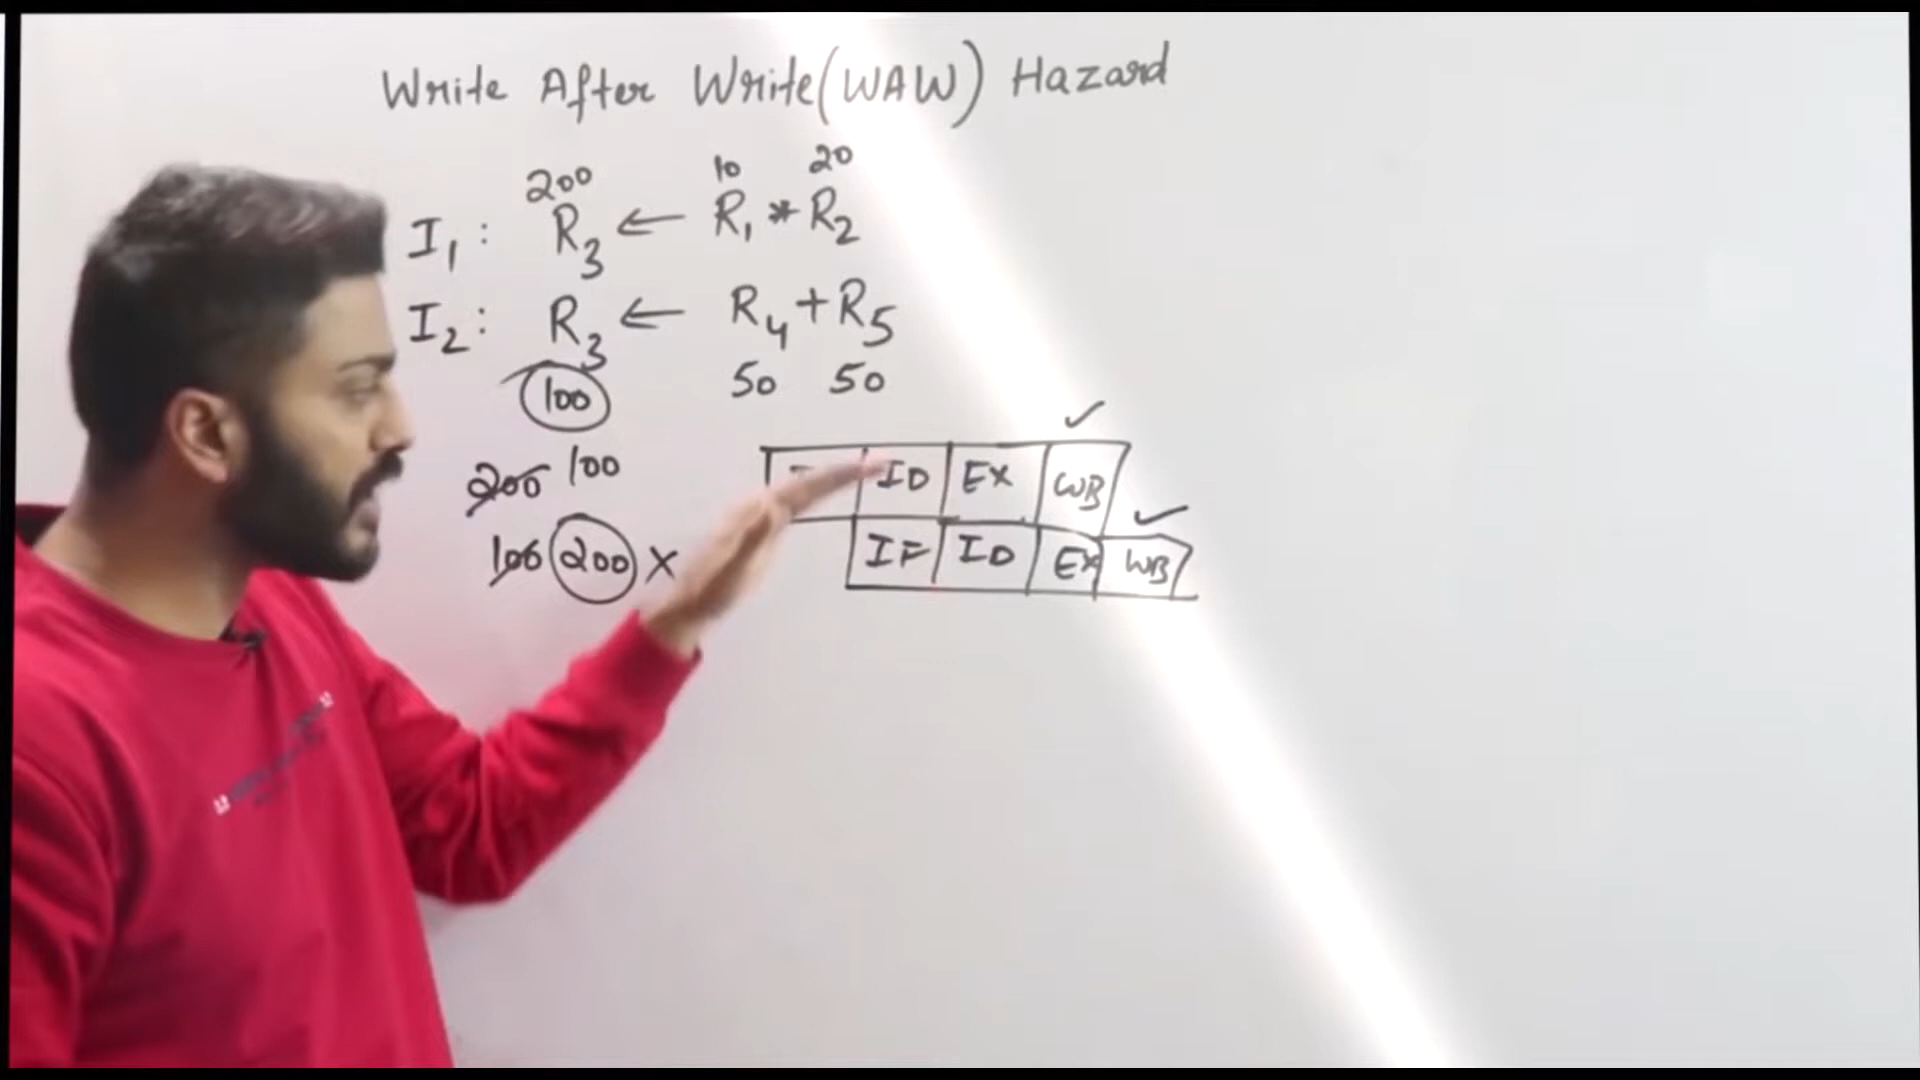 Write After Write(WAW) Hazard
200 10 20
I1: R3 ← R1 * R2
I2: R3 ← R4 + R5
100 50 50
200 100
100 200 ×
ID EX WB
IF ID EX WB